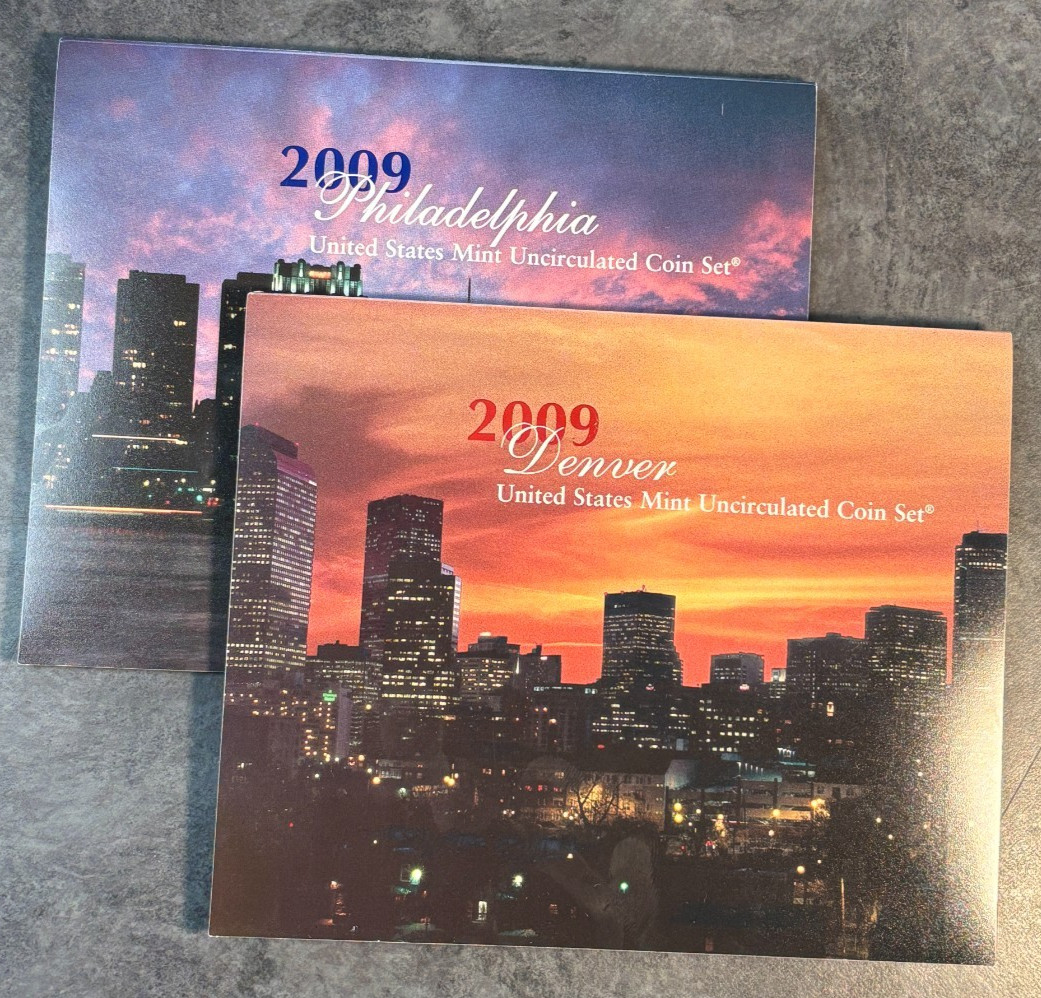 2009
Philadelphia
United States Mint Uncirculated Coin Set®
2009
Denver
United States Mint Uncirculated Coin Set®